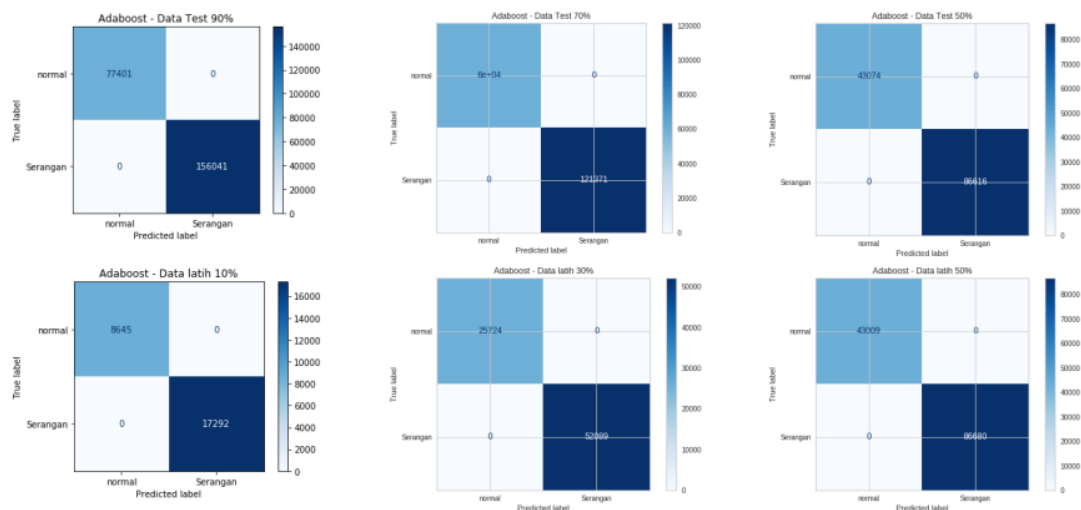 Adaboost - Data Test 90%
normal
Serangan
True label
77401
0
0
156041
normal
Serangan
Predicted label
140000
120000
100000
80000
60000
40000
20000
0
Adaboost - Data Test 70%
normal
Serangan
True label
6e+04
0
0
121371
normal
Serangan
Predicted label
120000
100000
80000
60000
40000
20000
0
Adaboost - Data Test 50%
normal
Serangan
True label
43074
0
0
86616
normal
Serangan
Predicted label
80000
70000
60000
50000
40000
30000
20000
10000
0
Adaboost - Data latih 10%
normal
Serangan
True label
8645
0
0
17292
normal
Serangan
Predicted label
16000
14000
12000
10000
8000
6000
4000
2000
0
Adaboost - Data latih 30%
normal
Serangan
True label
25724
0
0
52089
normal
Serangan
Predicted label
50000
40000
30000
20000
10000
0
Adaboost - Data latih 50%
normal
Serangan
True label
43009
0
0
86680
normal
Serangan
Predicted label
80000
70000
60000
50000
40000
30000
20000
10000
0